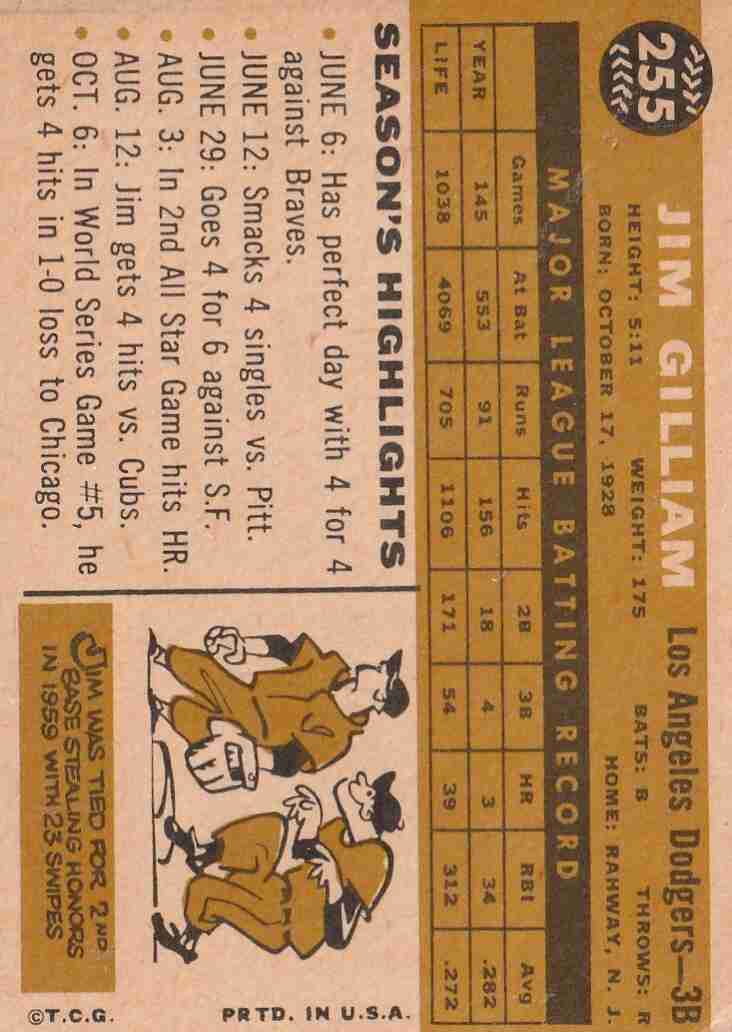 255
JIM GILLIAM Los Angeles Dodgers—3B
HEIGHT: 5:11 WEIGHT: 175 BATS: B THROWS: R
BORN: OCTOBER 17, 1928 HOME: RAHWAY, N. J.
MAJOR LEAGUE BATTING RECORD
Games At Bat Runs Hits 2B 3B HR RBI Avg
YEAR 145 553 91 156 18 4 3 34 .282
LIFE 1038 4069 705 1106 171 54 39 312 .272
SEASON'S HIGHLIGHTS
• JUNE 6: Has perfect day with 4 for 4
against Braves.
• JUNE 12: Smacks 4 singles vs. Pitt.
• JUNE 29: Goes 4 for 6 against S.F.
• AUG. 3: In 2nd All Star Game hits HR.
• AUG. 12: Jim gets 4 hits vs. Cubs.
• OCT. 6: In World Series Game #5, he
gets 4 hits in 1-0 loss to Chicago.
JIM WAS TIED FOR 2ND
BASE STEALING HONORS
IN 1959 WITH 23 SWIPES
©T.C.G. PRTD. IN U.S.A.